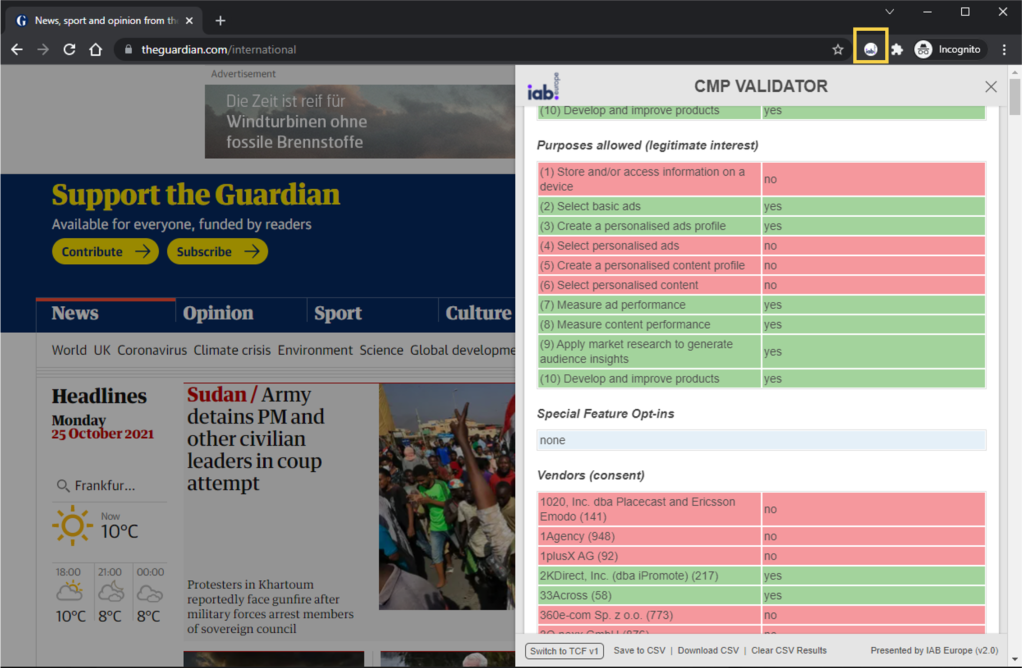 News, sport and opinion from the
theguardian.com/international
Incognito
Advertisement
Die Zeit ist reif für
Windturbinen ohne
fossile Brennstoffe
Support the Guardian
Available for everyone, funded by readers
Contribute
Subscribe
News Opinion Sport Culture
World UK Coronavirus Climate crisis Environment Science Global developme
Headlines
Monday
25 October 2021
Frankfur...
Now
10°C
18:00 21:00 00:00
10°C 8°C 8°C
Sudan / Army
detains PM and
other civilian
leaders in coup
attempt
Protesters in Khartoum
reportedly face gunfire after
military forces arrest members
of sovereign council
iab europe
CMP VALIDATOR
(10) Develop and improve products yes
Purposes allowed (legitimate interest)
(1) Store and/or access information on a
device no
(2) Select basic ads yes
(3) Create a personalised ads profile yes
(4) Select personalised ads no
(5) Create a personalised content profile no
(6) Select personalised content no
(7) Measure ad performance yes
(8) Measure content performance yes
(9) Apply market research to generate
audience insights yes
(10) Develop and improve products yes
Special Feature Opt-ins
none
Vendors (consent)
1020, Inc. dba Placecast and Ericsson
Emodo (141) no
1Agency (948) no
1plusX AG (92) no
2KDirect, Inc. (dba iPromote) (217) yes
33Across (58) yes
360e-com Sp. z o.o. (773) no
Switch to TCF v1 Save to CSV | Download CSV | Clear CSV Results Presented by IAB Europe (v2.0)